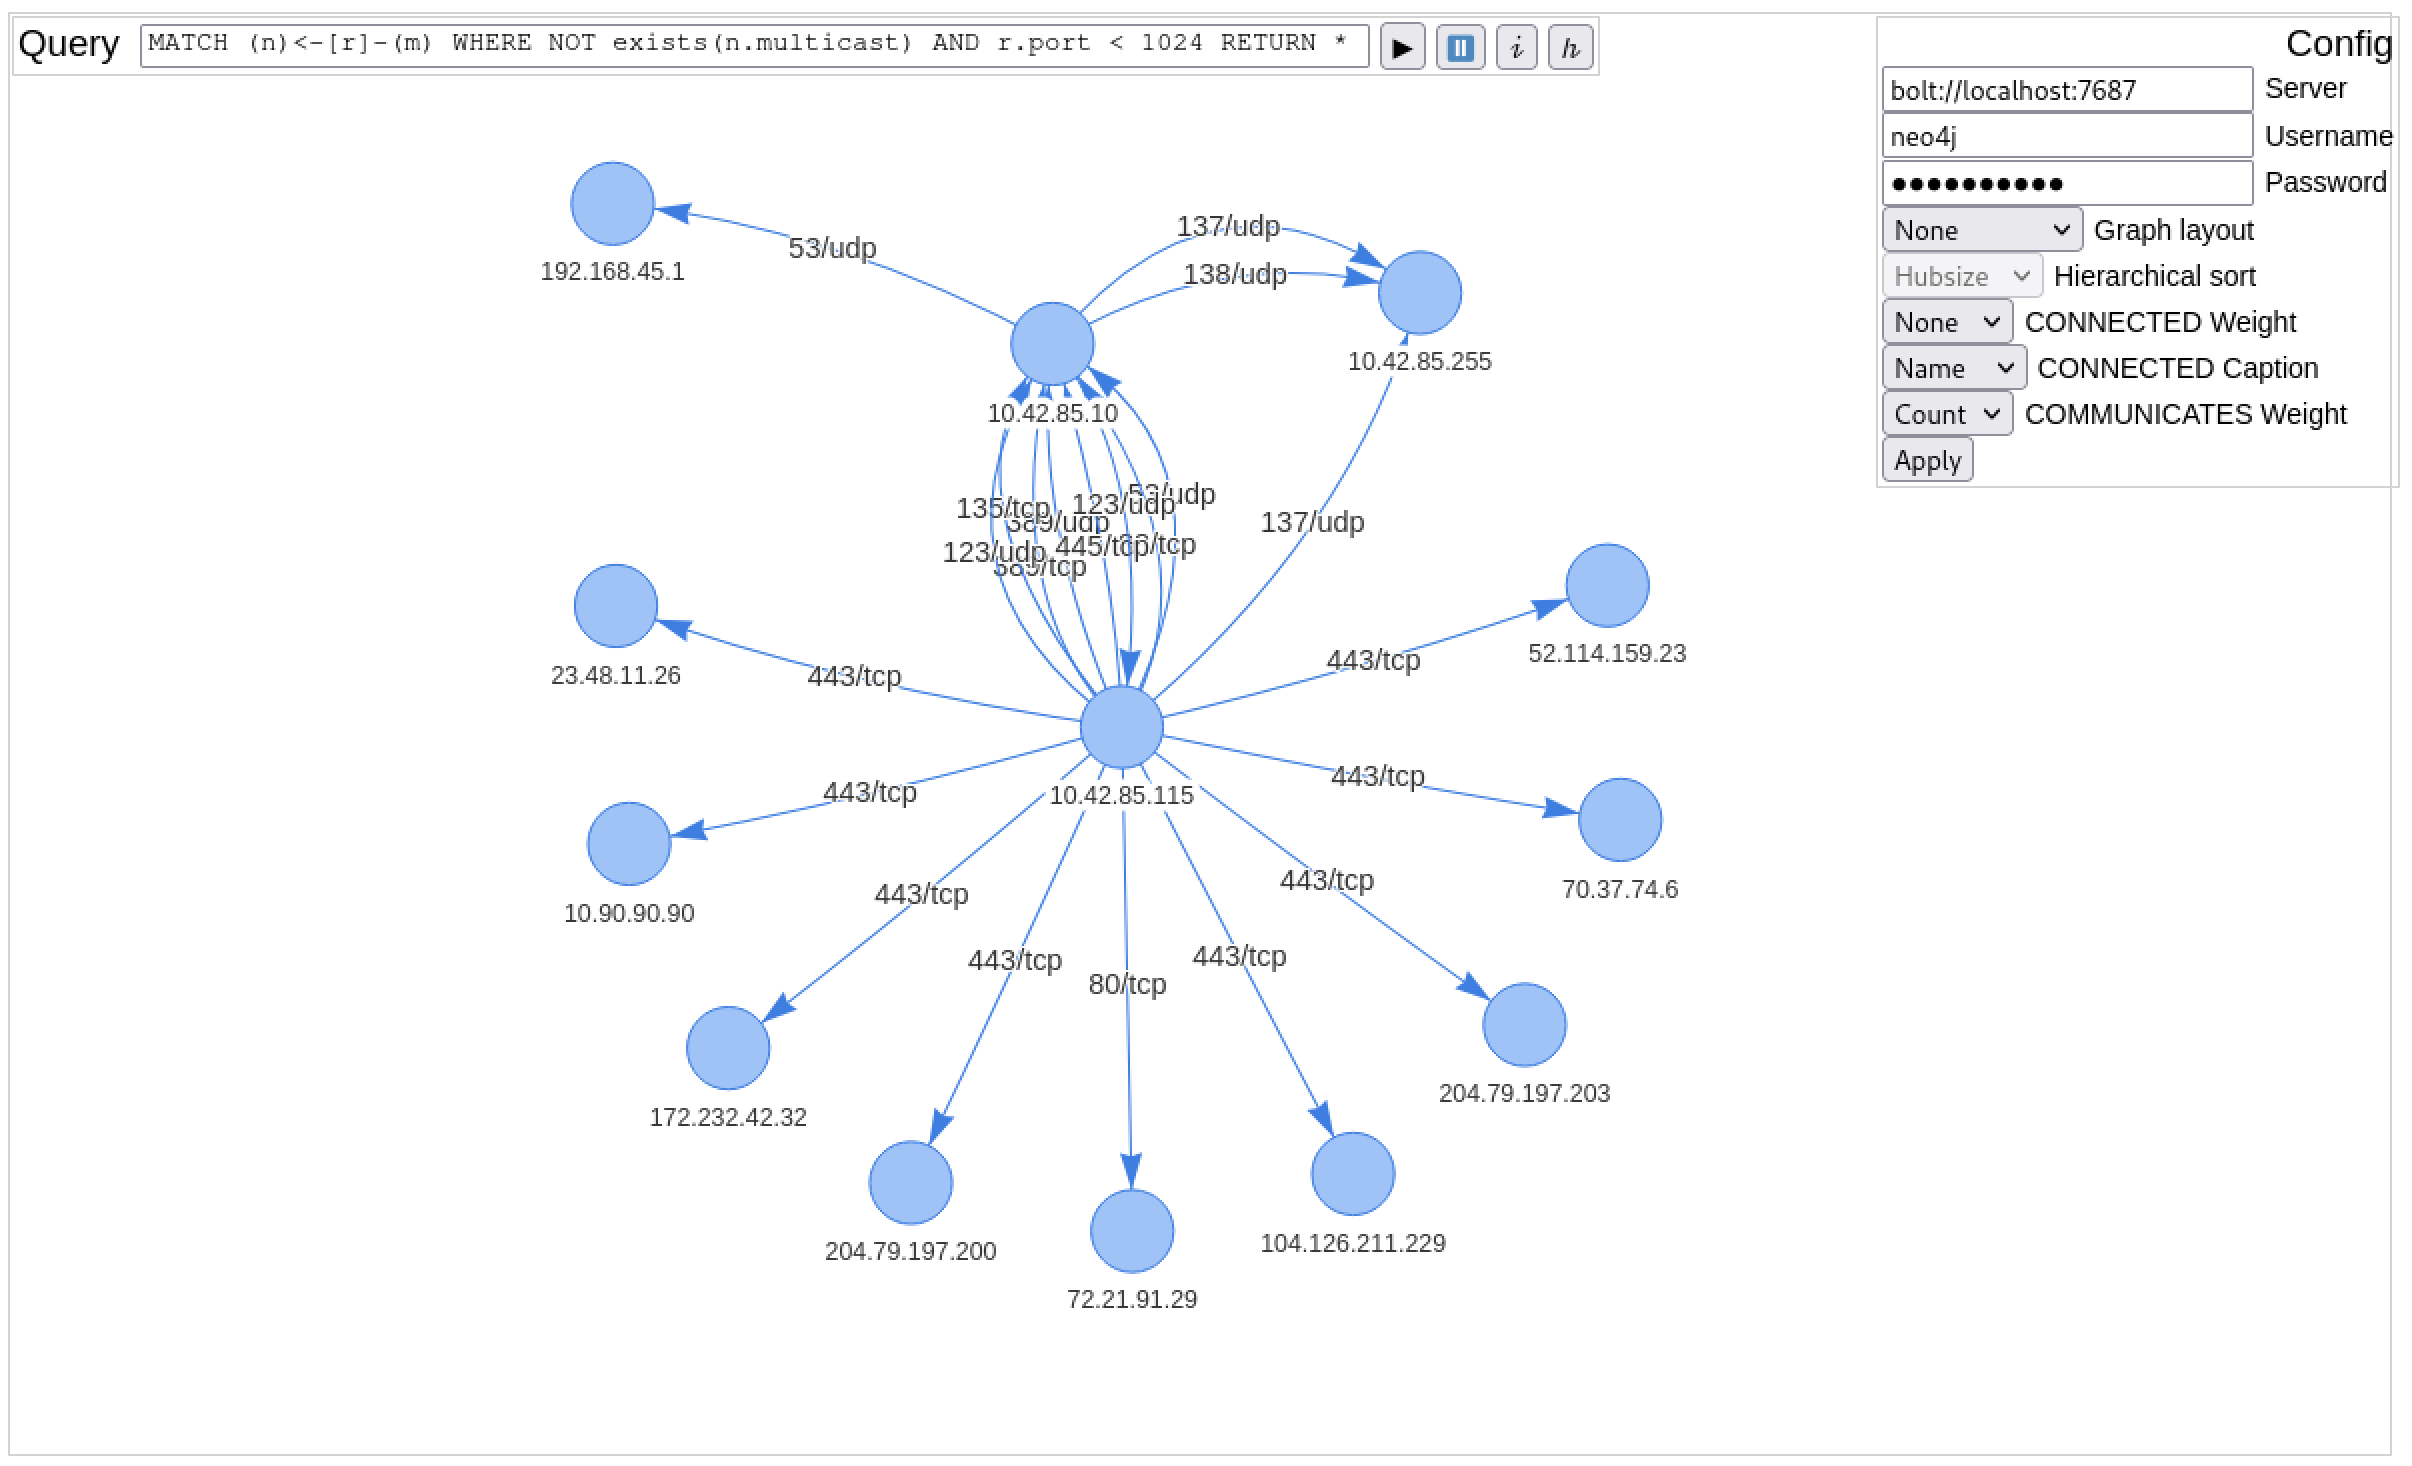 Query MATCH (n)<-[r]-(m) WHERE NOT exists(n.multicast) AND r.port < 1024 RETURN * ▶ ⏸ i h
Config
bolt://localhost:7687 Server
neo4j Username
●●●●●●●●●● Password
None Graph layout
Hubsize Hierarchical sort
None CONNECTED Weight
Name CONNECTED Caption
Count COMMUNICATES Weight
Apply
137/udp
53/udp
192.168.45.1
138/udp
10.42.85.255
10.42.85.10
53/udp
135/tcp
123/udp
389/udp
137/udp
445/tcp
/tcp
123/udp
389/tcp
52.114.159.23
23.48.11.26
443/tcp
443/tcp
443/tcp
443/tcp
10.42.85.115
70.37.74.6
10.90.90.90
443/tcp
443/tcp
443/tcp
443/tcp
80/tcp
204.79.197.203
172.232.42.32
204.79.197.200
104.126.211.229
72.21.91.29